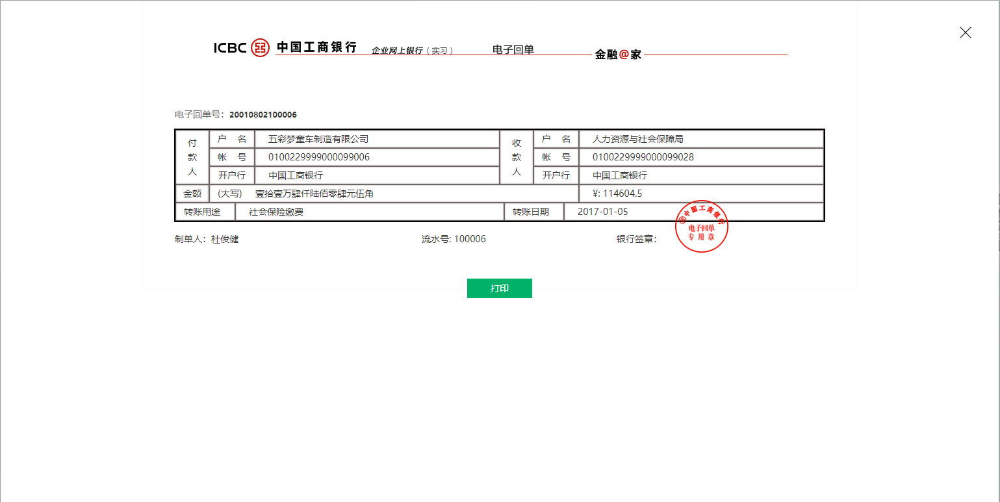 ICBC 中国工商银行 企业网上银行（实习） 电子回单 金融@家
电子回单号：20010802100006
付款人 户 名 五彩梦童车制造有限公司 收款人 户 名 人力资源与社会保障局
帐 号 0100229999000099006 帐 号 0100229999000099028
开户行 中国工商银行 开户行 中国工商银行
金额 (大写) 壹拾壹万肆仟陆佰零肆元伍角 ¥: 114604.5
转账用途 社会保险缴费 转账日期 2017-01-05
制单人：杜俊健 流水号: 100006 银行签章：
中国工商银行
电子回单
专用章
打印